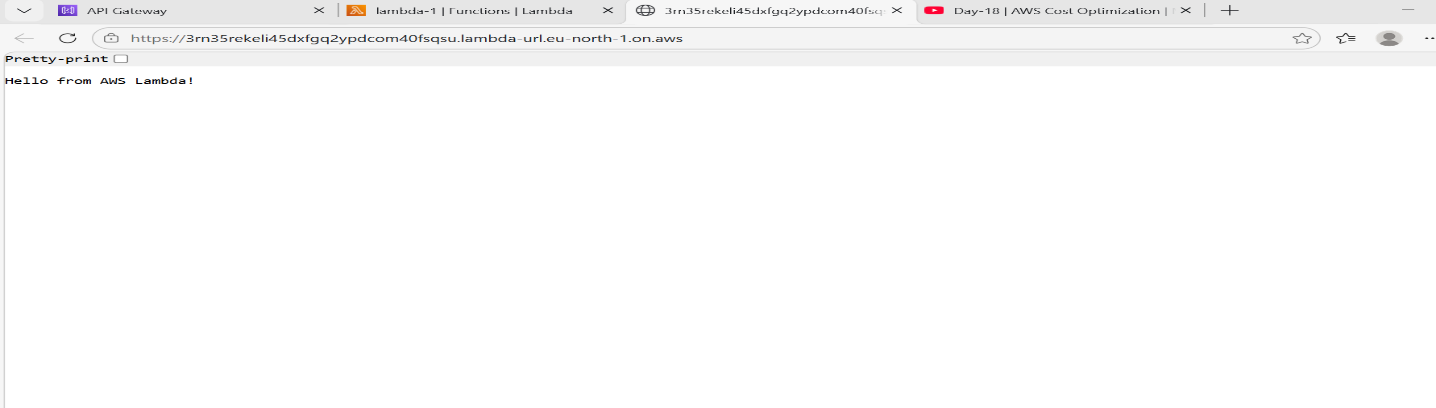 API Gateway
lambda-1 | Functions | Lambda
3rn35rekeli45dxfgq2ypdcom40fsq
Day-18 | AWS Cost Optimization |
https://3rn35rekeli45dxfgq2ypdcom40fsqsu.lambda-url.eu-north-1.on.aws
Pretty-print
Hello from AWS Lambda!